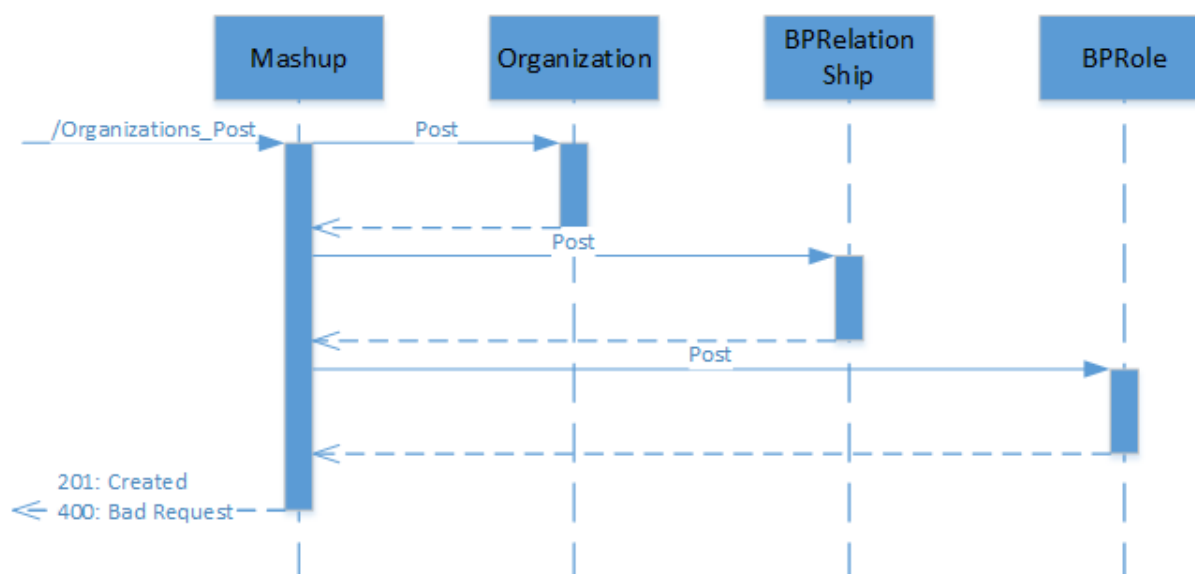 Mashup
Organization
BPRelation
Ship
BPRole
/Organizations_Post
Post
Post
Post
201: Created
400: Bad Request